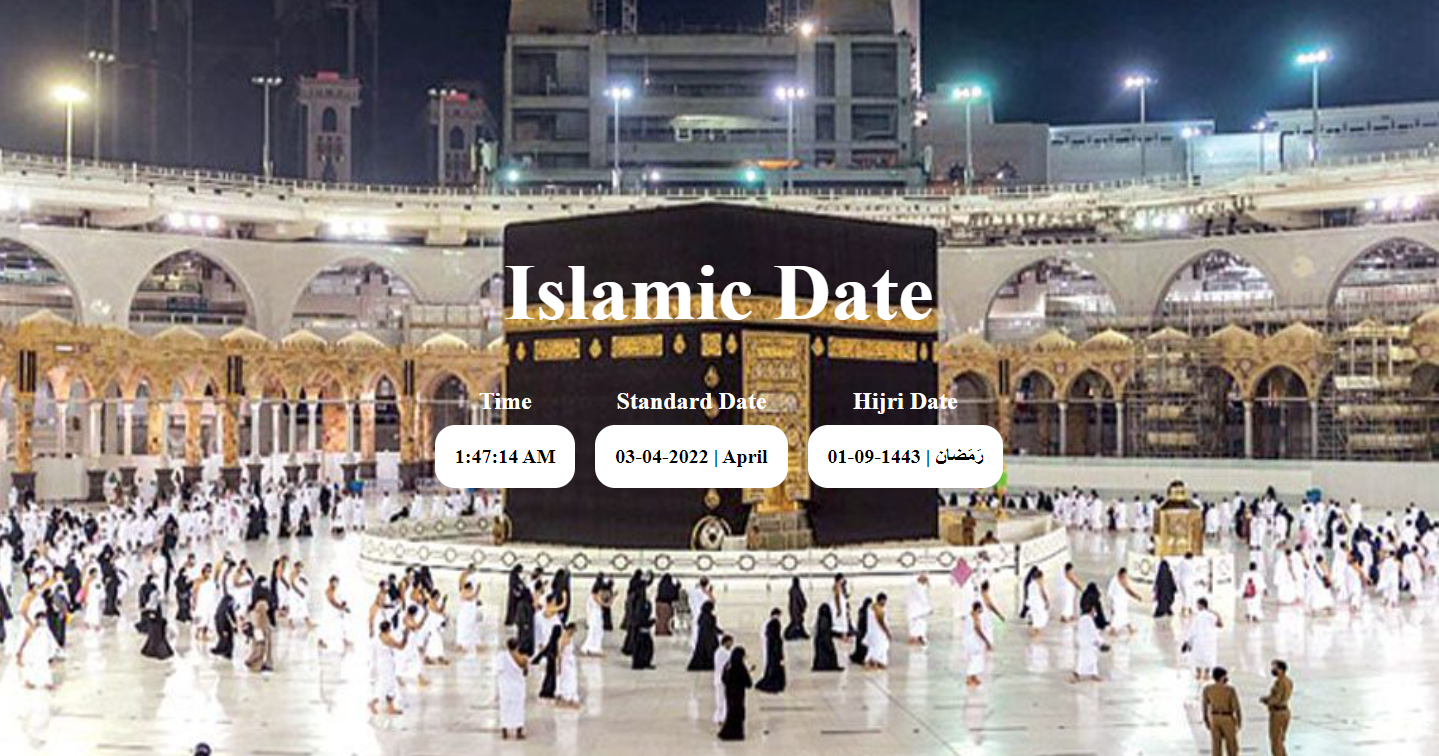 Islamic Date
Time
Standard Date
Hijri Date
1:47:14 AM
03-04-2022 | April
01-09-1443 | رَمَضان